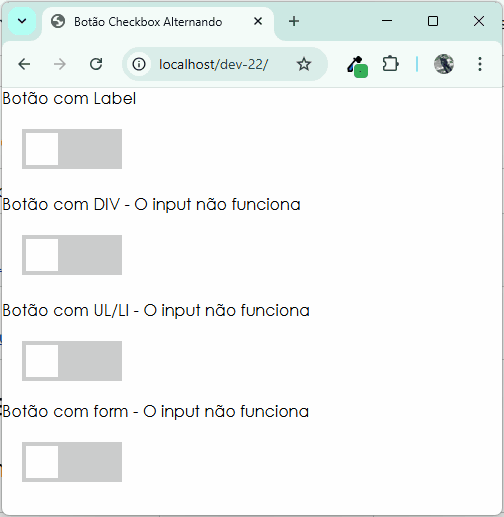 Botão Checkbox Alternando
localhost/dev-22/
Botão com Label
Botão com DIV - O input não funciona
Botão com UL/LI - O input não funciona
Botão com form - O input não funciona